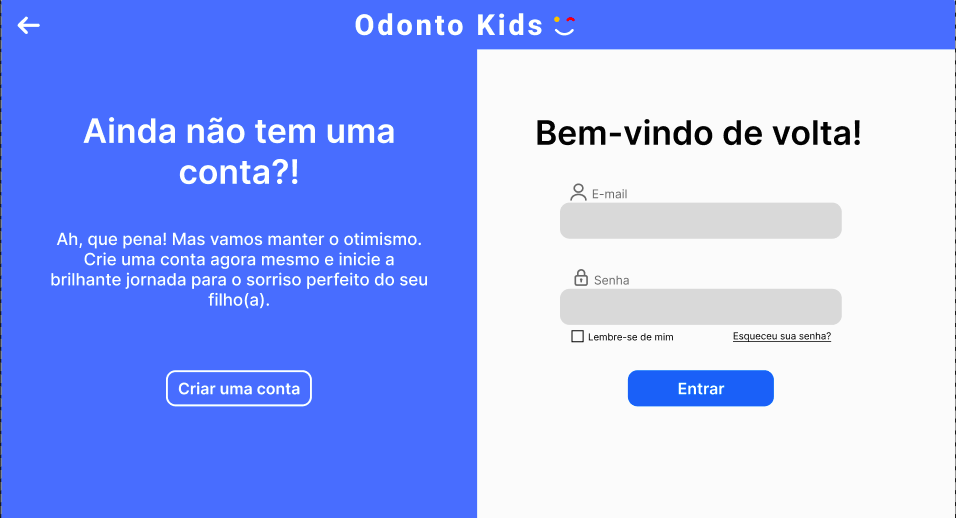 Odonto Kids
Ainda não tem uma
conta?!
Ah, que pena! Mas vamos manter o otimismo.
Crie uma conta agora mesmo e inicie a
brilhante jornada para o sorriso perfeito do seu
filho(a).
Criar uma conta
Bem-vindo de volta!
E-mail
Senha
Lembre-se de mim
Esqueceu sua senha?
Entrar